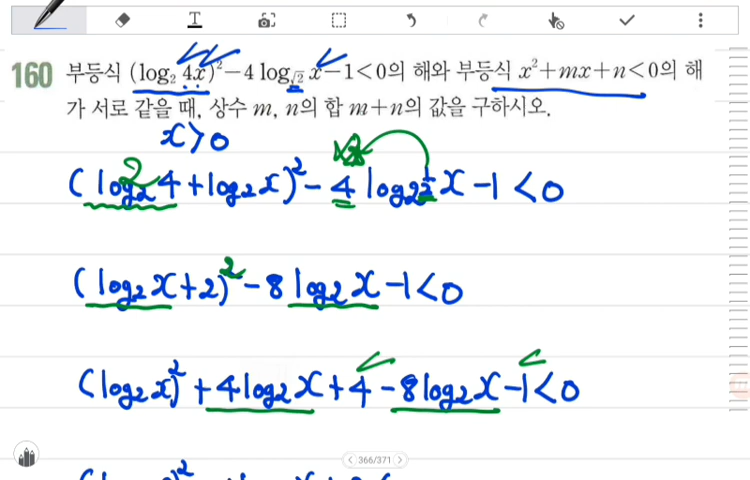 T
160 부등식 (log₂ 4x)² − 4 log_√2 x − 1 < 0의 해와 부등식 x² + mx + n < 0의 해
가 서로 같을 때, 상수 m, n의 합 m + n의 값을 구하시오.
x > 0
2
(log₂ 4 + log₂ x)² − 4 log_2^½ x − 1 < 0
(log₂ x + 2)² − 8 log₂ x − 1 < 0
(log₂ x)² + 4 log₂ x + 4 − 8 log₂ x − 1 < 0
366/371